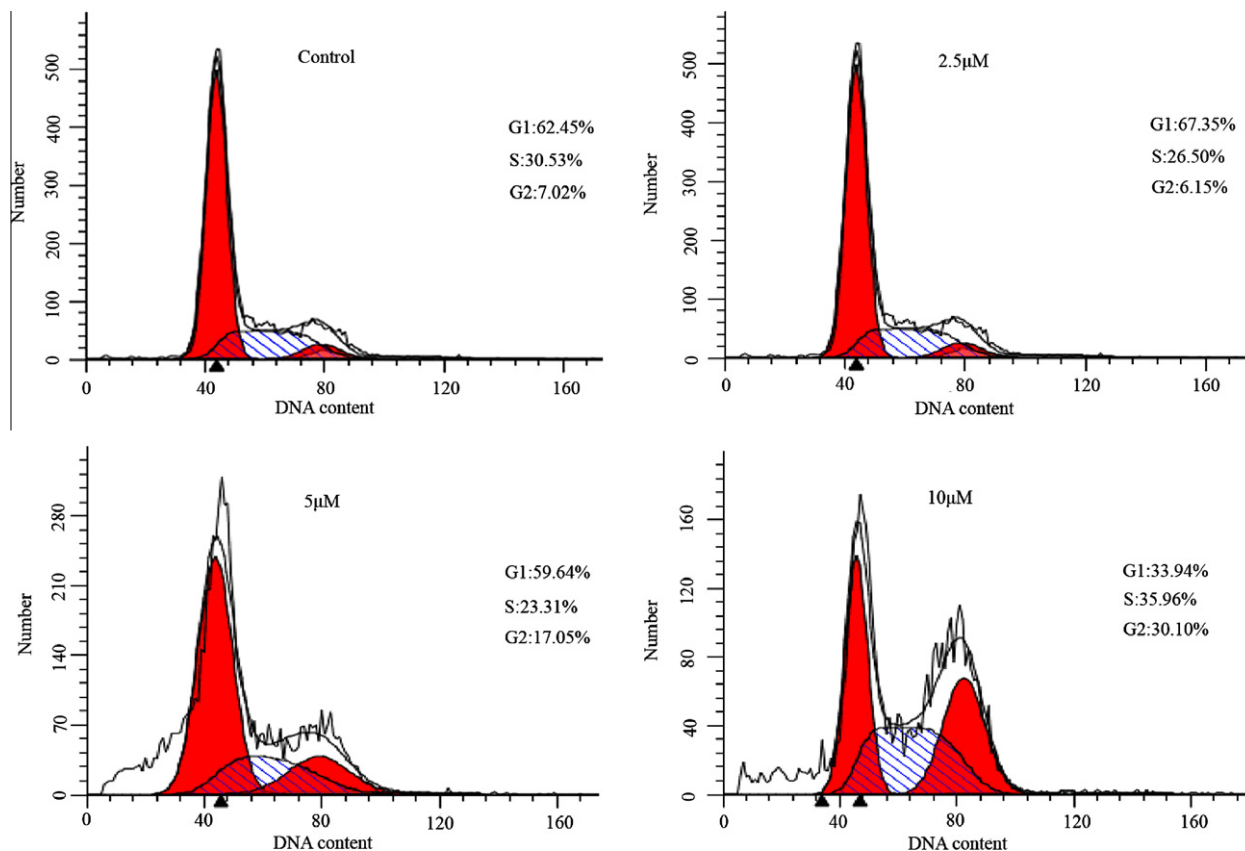 Control
G1:62.45%
S:30.53%
G2:7.02%
Number
500
400
300
200
100
0
0
40
80
120
160
DNA content
2.5μM
G1:67.35%
S:26.50%
G2:6.15%
Number
500
400
300
200
100
0
0
40
80
120
160
DNA content
5μM
G1:59.64%
S:23.31%
G2:17.05%
Number
280
210
140
70
0
0
40
80
120
160
DNA content
10μM
G1:33.94%
S:35.96%
G2:30.10%
Number
160
120
80
40
0
0
40
80
120
160
DNA content